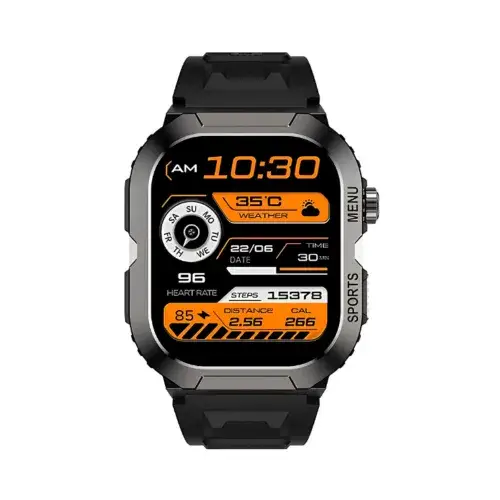 AM 10:30
35°C
WEATHER
SU
MO
TU
WE
TH
FR
SA
22/06
DATE
TIME
30 MIN
96
HEART RATE
STEPS 15378
85
DISTANCE CAL
2.56 266
MENU
SPORTS